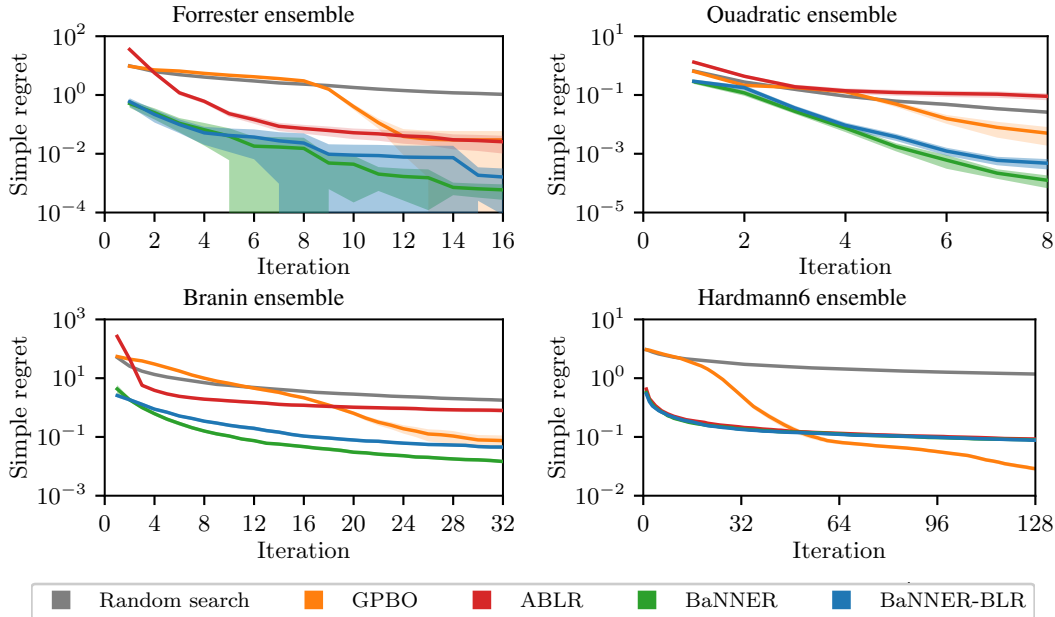 Forrester ensemble
Simple regret
10^2
10^0
10^−2
10^−4
0 2 4 6 8 10 12 14 16
Iteration
Quadratic ensemble
Simple regret
10^1
10^−1
10^−3
10^−5
0 2 4 6 8
Iteration
Branin ensemble
Simple regret
10^3
10^1
10^−1
10^−3
0 4 8 12 16 20 24 28 32
Iteration
Hardmann6 ensemble
Simple regret
10^1
10^0
10^−1
10^−2
0 32 64 96 128
Iteration
Random search GPBO ABLR BaNNER BaNNER-BLR